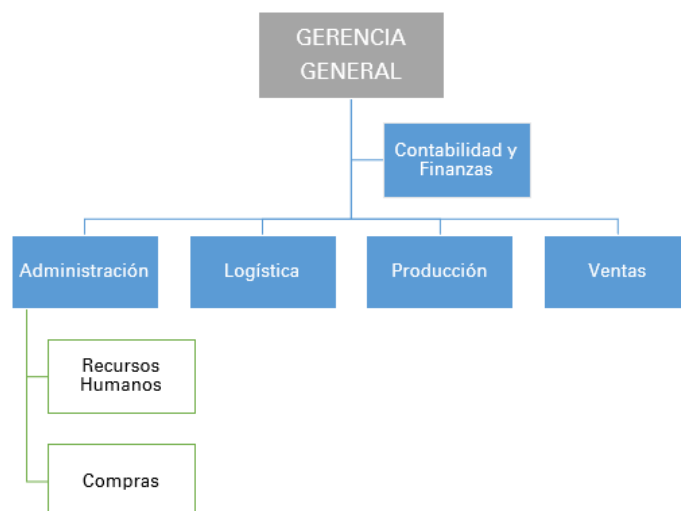 GERENCIA
GENERAL
Contabilidad y
Finanzas
Administración
Logística
Producción
Ventas
Recursos
Humanos
Compras